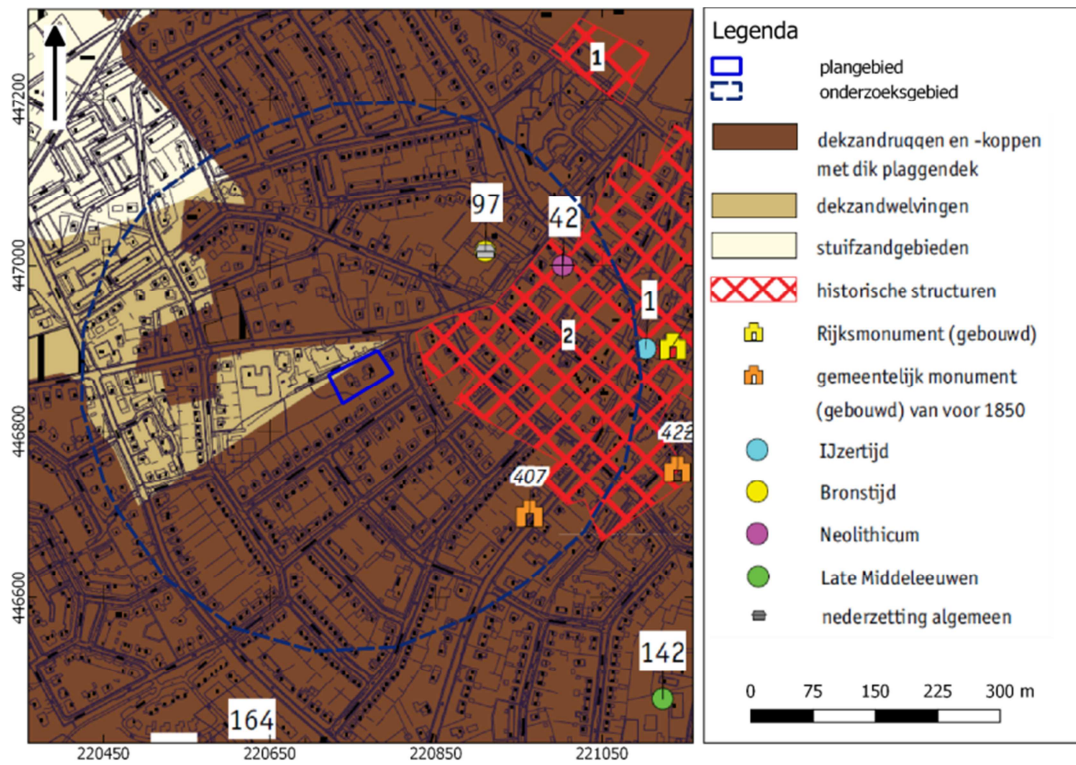 1
447200
447000
446800
446600
97
42
1
2
407
422
142
164
220450
220650
220850
221050
Legenda
plangebied
onderzoeksgebied
dekzandruggen en -koppen
met dik plaggendek
dekzandwelvingen
stuifzandgebieden
historische structuren
Rijksmonument (gebouwd)
gemeentelijk monument
(gebouwd) van voor 1850
IJzertijd
Bronstijd
Neolithicum
Late Middeleeuwen
nederzetting algemeen
0 75 150 225 300 m